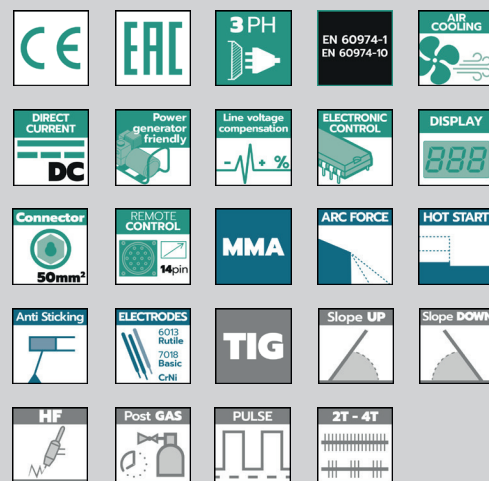 CE
EAC
3 PH
EN 60974-1
EN 60974-10
AIR
COOLING
DIRECT
CURRENT
DC
Power
generator
friendly
Line voltage
compensation
- + %
ELECTRONIC
CONTROL
DISPLAY
888
Connector
50mm²
REMOTE
CONTROL
14pin
MMA
ARC FORCE
HOT START
Anti Sticking
ELECTRODES
6013
Rutile
7018
Basic
CrNi
TIG
Slope UP
Slope DOWN
HF
Post GAS
PULSE
2T - 4T